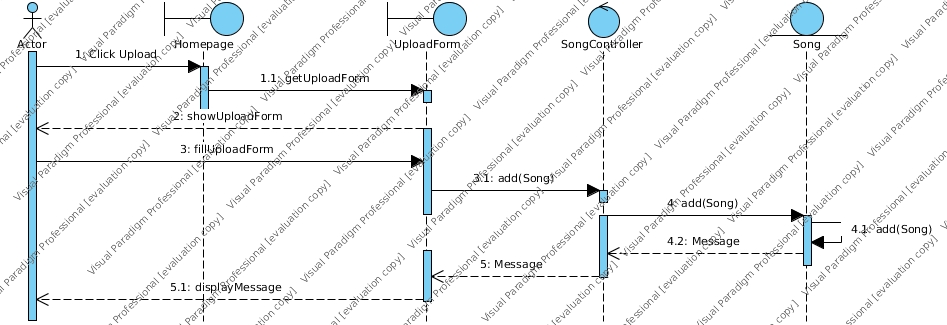 Actor
Homepage
UploadForm
SongController
Song
1: Click Upload
1.1: getUploadForm
2: showUploadForm
3: fillUploadForm
3.1: add(Song)
4: add(Song)
4.1: add(Song)
4.2: Message
5: Message
5.1: displayMessage
Visual Paradigm Professional [evaluation copy]